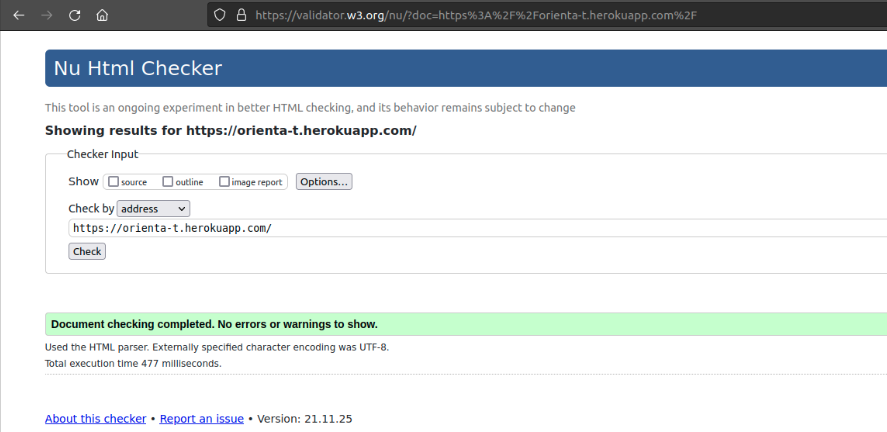 https://validator.w3.org/nu/?doc=https%3A%2F%2Forienta-t.herokuapp.com%2F
Nu Html Checker
This tool is an ongoing experiment in better HTML checking, and its behavior remains subject to change
Showing results for https://orienta-t.herokuapp.com/
Checker Input
Show source outline image report Options...
Check by address
https://orienta-t.herokuapp.com/
Check
Document checking completed. No errors or warnings to show.
Used the HTML parser. Externally specified character encoding was UTF-8.
Total execution time 477 milliseconds.
About this checker • Report an issue • Version: 21.11.25